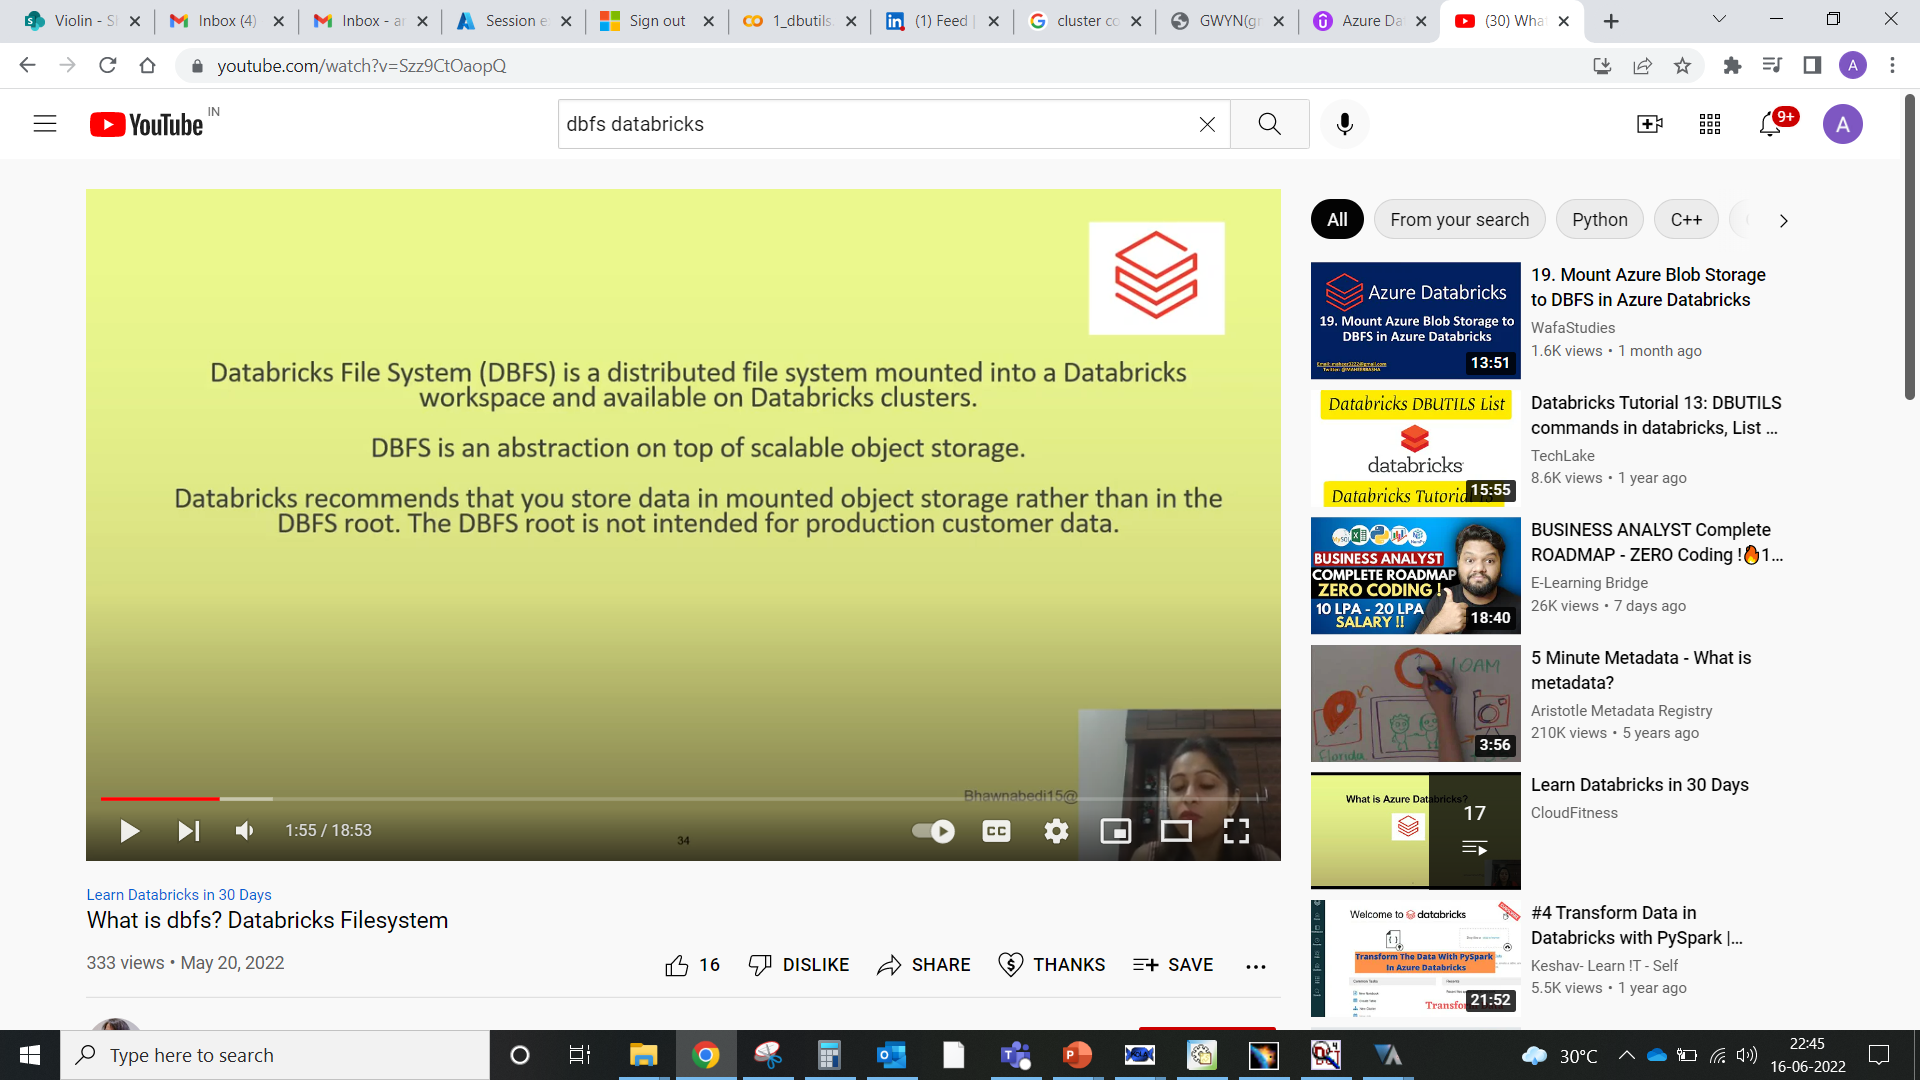 Violin - S
Inbox (4)
Inbox - a
Session e
Sign out
1_dbutils.
(1) Feed |
cluster co
GWYN(g
Azure Da
(30) Wha
youtube.com/watch?v=Szz9CtOaopQ
A
YouTube IN
dbfs databricks
9+
A
Databricks File System (DBFS) is a distributed file system mounted into a Databricks
workspace and available on Databricks clusters.
DBFS is an abstraction on top of scalable object storage.
Databricks recommends that you store data in mounted object storage rather than in the
DBFS root. The DBFS root is not intended for production customer data.
Bhawnabedi15@
1:55 / 18:53
CC
34
Learn Databricks in 30 Days
What is dbfs? Databricks Filesystem
333 views • May 20, 2022
16
DISLIKE
SHARE
THANKS
SAVE
All
From your search
Python
C++
Azure Databricks
19. Mount Azure Blob Storage to
DBFS in Azure Databricks
13:51
19. Mount Azure Blob Storage
to DBFS in Azure Databricks
WafaStudies
1.6K views • 1 month ago
Databricks DBUTILS List
databricks
Databricks Tutorial
15:55
Databricks Tutorial 13: DBUTILS
commands in databricks, List ...
TechLake
8.6K views • 1 year ago
BUSINESS ANALYST
COMPLETE ROADMAP
ZERO CODING !
10 LPA - 20 LPA
SALARY !!
18:40
BUSINESS ANALYST Complete
ROADMAP - ZERO Coding !🔥1...
E-Learning Bridge
26K views • 7 days ago
10AM
Florida
3:56
5 Minute Metadata - What is
metadata?
Aristotle Metadata Registry
210K views • 5 years ago
What is Azure Databricks?
17
Learn Databricks in 30 Days
CloudFitness
Welcome to databricks
Transform The Data With PySpark
In Azure Databricks
Transfor
21:52
#4 Transform Data in
Databricks with PySpark |...
Keshav- Learn !T - Self
5.5K views • 1 year ago
Type here to search
30°C
22:45
16-06-2022